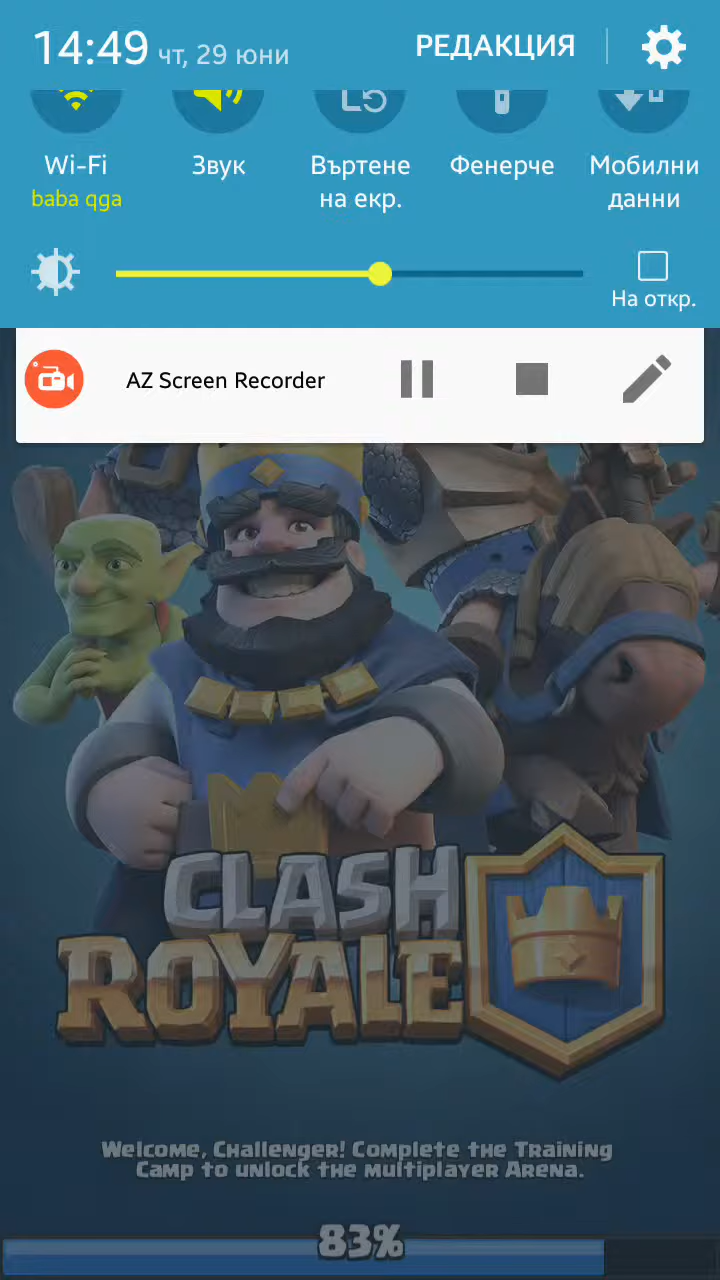 14:49 чт, 29 юни РЕДАКЦИЯ
Wi-Fi Звук Въртене Фенерче Мобилни
baba qga на екр. данни
На откр.
AZ Screen Recorder
CLASH
ROYALE
Welcome, Challenger! Complete the Training
Camp to unlock the multiplayer Arena.
83%